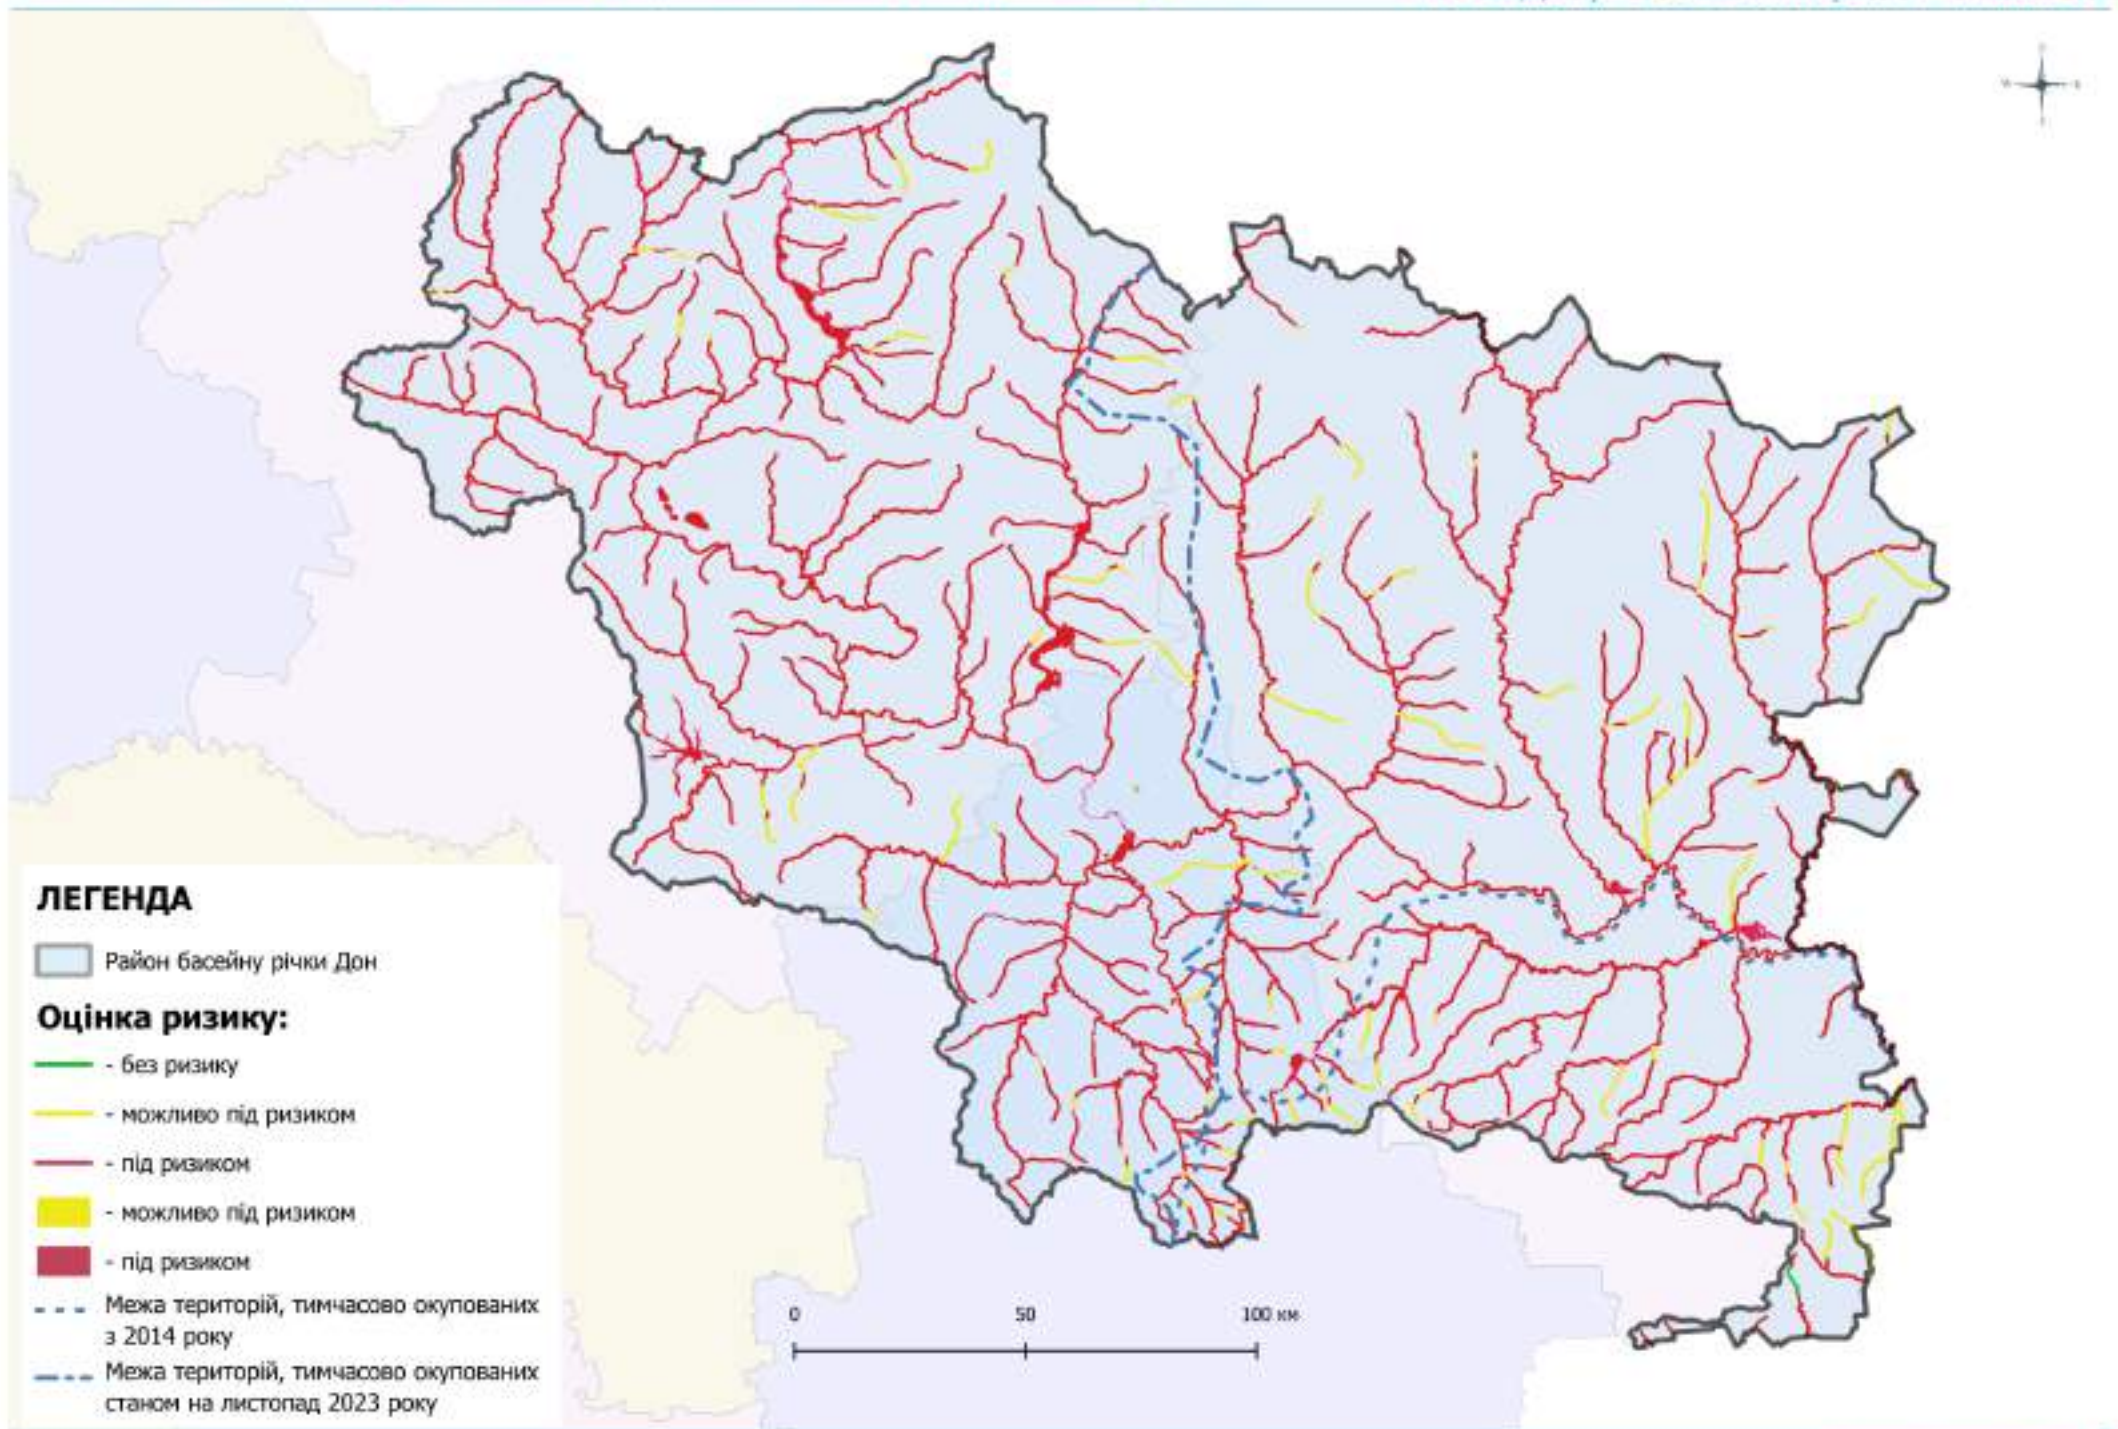 ЛЕГЕНДА
Район басейну річки Дон
Оцінка ризику:
- без ризику
- можливо під ризиком
- під ризиком
- можливо під ризиком
- під ризиком
Межа територій, тимчасово окупованих
з 2014 року
Межа територій, тимчасово окупованих
станом на листопад 2023 року
0 50 100 км